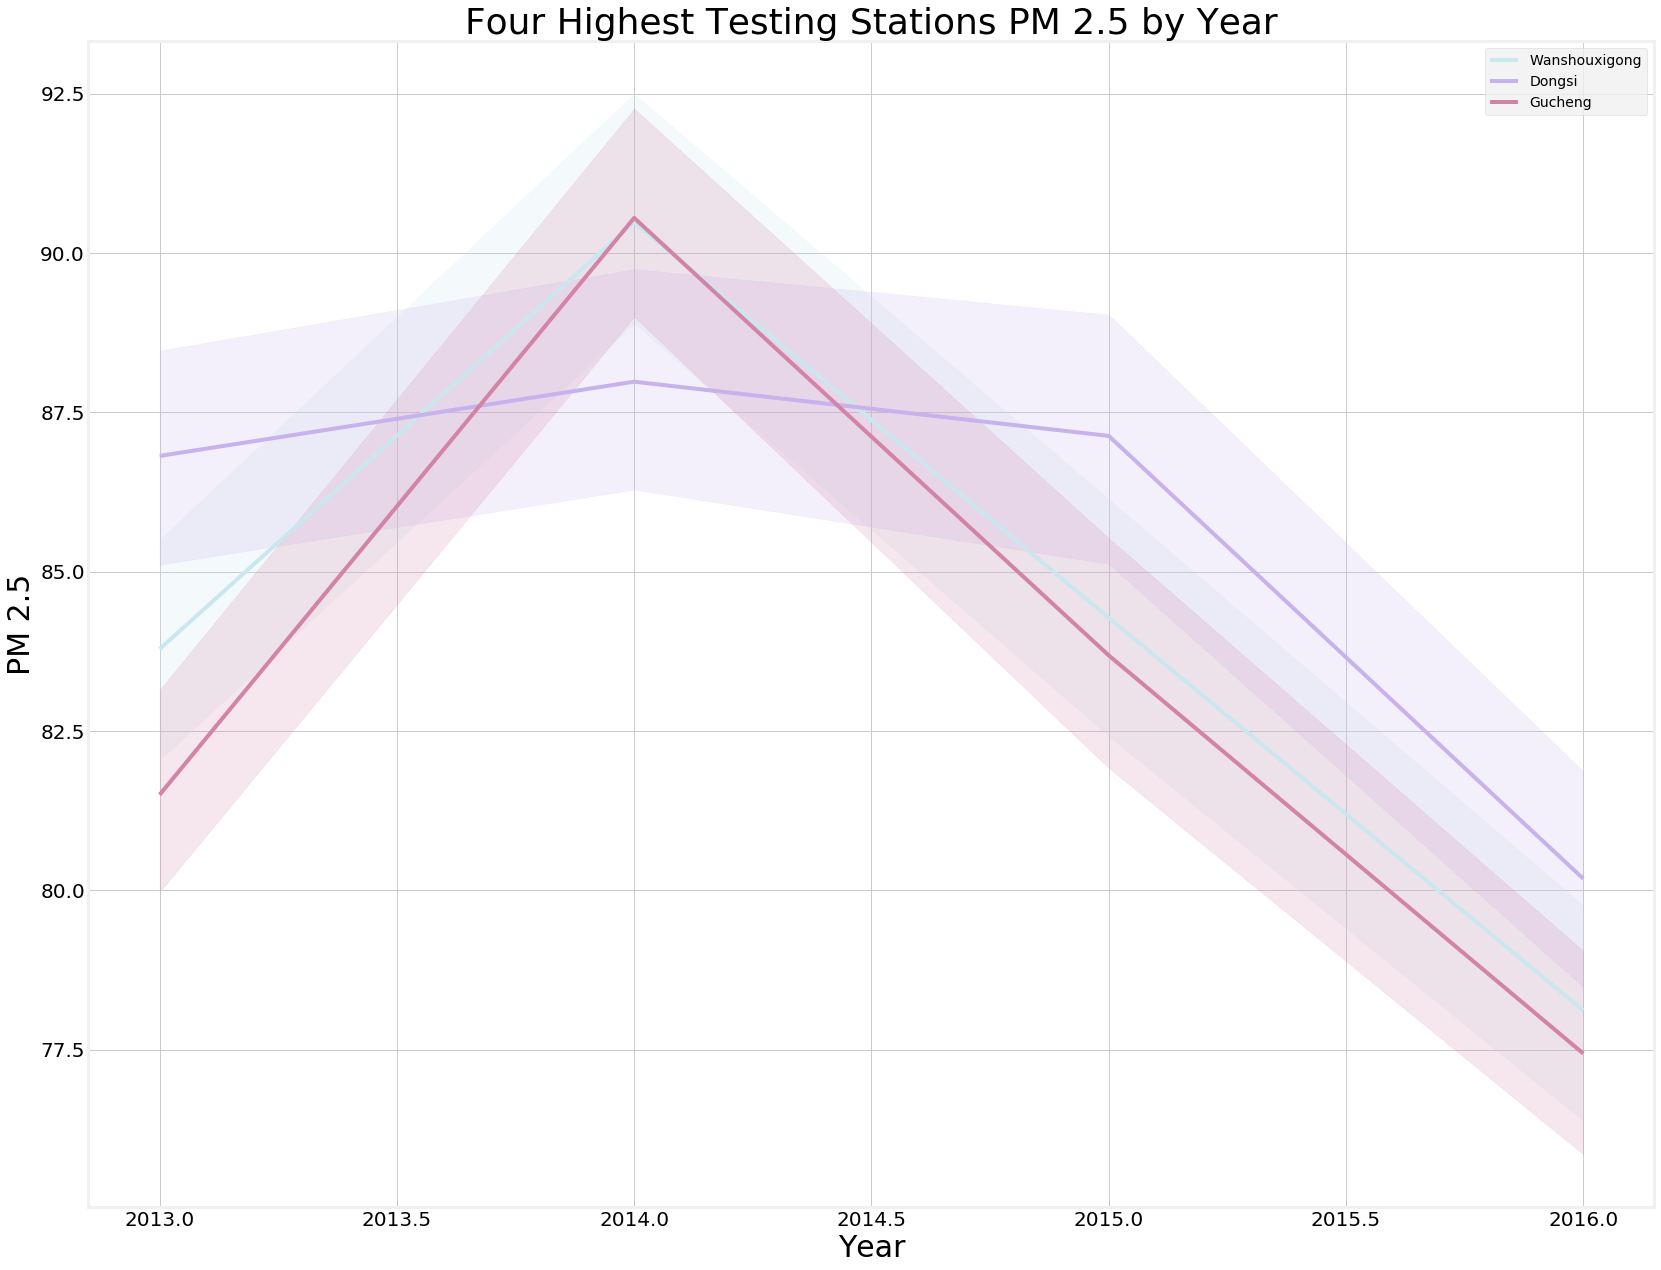 Four Highest Testing Stations PM 2.5 by Year
Wanshouxigong
Dongsi
Gucheng
92.5
90.0
87.5
85.0
82.5
80.0
77.5
PM 2.5
2013.0 2013.5 2014.0 2014.5 2015.0 2015.5 2016.0
Year